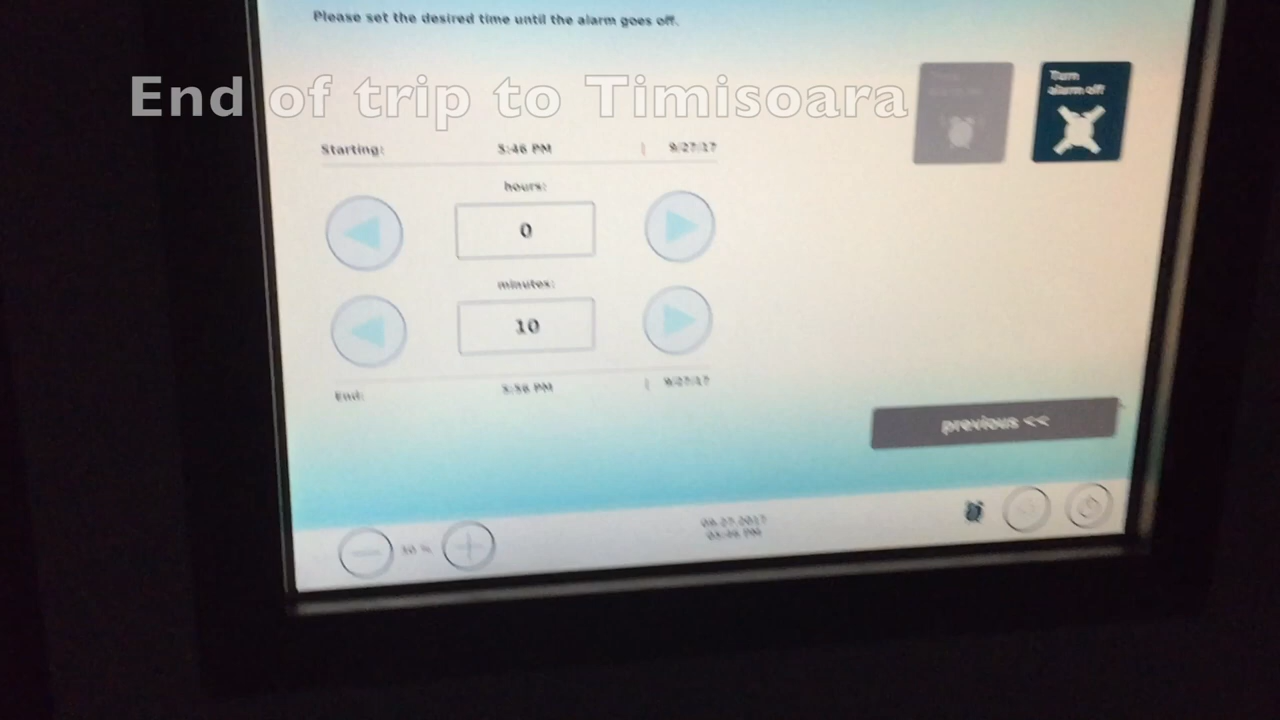 Please set the desired time until the alarm goes off.
End of trip to Timisoara
Turn
alarm off!
Starting: 5:46 PM | 9/27/17
hours:
0
minutes:
10
End: 5:56 PM | 9/27/17
previous <<